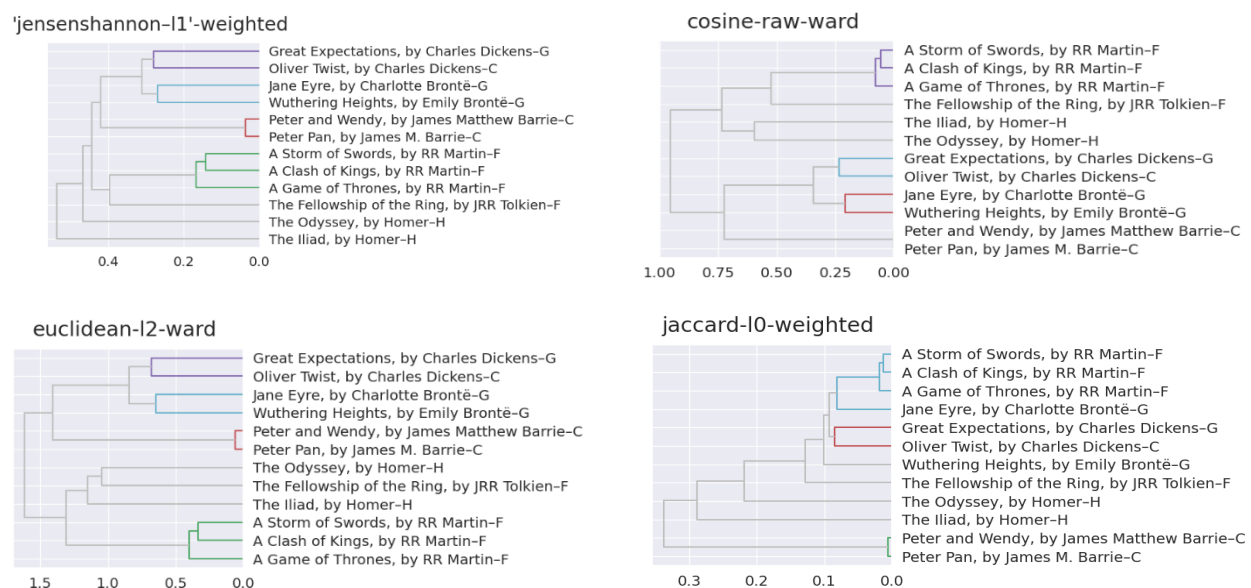 'jensenshannon–l1'-weighted
Great Expectations, by Charles Dickens–G
Oliver Twist, by Charles Dickens–C
Jane Eyre, by Charlotte Brontë–G
Wuthering Heights, by Emily Brontë–G
Peter and Wendy, by James Matthew Barrie–C
Peter Pan, by James M. Barrie–C
A Storm of Swords, by RR Martin–F
A Clash of Kings, by RR Martin–F
A Game of Thrones, by RR Martin–F
The Fellowship of the Ring, by JRR Tolkien–F
The Odyssey, by Homer–H
The Iliad, by Homer–H
0.4 0.2 0.0
cosine-raw-ward
A Storm of Swords, by RR Martin–F
A Clash of Kings, by RR Martin–F
A Game of Thrones, by RR Martin–F
The Fellowship of the Ring, by JRR Tolkien–F
The Iliad, by Homer–H
The Odyssey, by Homer–H
Great Expectations, by Charles Dickens–G
Oliver Twist, by Charles Dickens–C
Jane Eyre, by Charlotte Brontë–G
Wuthering Heights, by Emily Brontë–G
Peter and Wendy, by James Matthew Barrie–C
Peter Pan, by James M. Barrie–C
1.00 0.75 0.50 0.25 0.00
euclidean-l2-ward
Great Expectations, by Charles Dickens–G
Oliver Twist, by Charles Dickens–C
Jane Eyre, by Charlotte Brontë–G
Wuthering Heights, by Emily Brontë–G
Peter and Wendy, by James Matthew Barrie–C
Peter Pan, by James M. Barrie–C
The Odyssey, by Homer–H
The Fellowship of the Ring, by JRR Tolkien–F
The Iliad, by Homer–H
A Storm of Swords, by RR Martin–F
A Clash of Kings, by RR Martin–F
A Game of Thrones, by RR Martin–F
1.5 1.0 0.5 0.0
jaccard-l0-weighted
A Storm of Swords, by RR Martin–F
A Clash of Kings, by RR Martin–F
A Game of Thrones, by RR Martin–F
Jane Eyre, by Charlotte Brontë–G
Great Expectations, by Charles Dickens–G
Oliver Twist, by Charles Dickens–C
Wuthering Heights, by Emily Brontë–G
The Fellowship of the Ring, by JRR Tolkien–F
The Odyssey, by Homer–H
The Iliad, by Homer–H
Peter and Wendy, by James Matthew Barrie–C
Peter Pan, by James M. Barrie–C
0.3 0.2 0.1 0.0